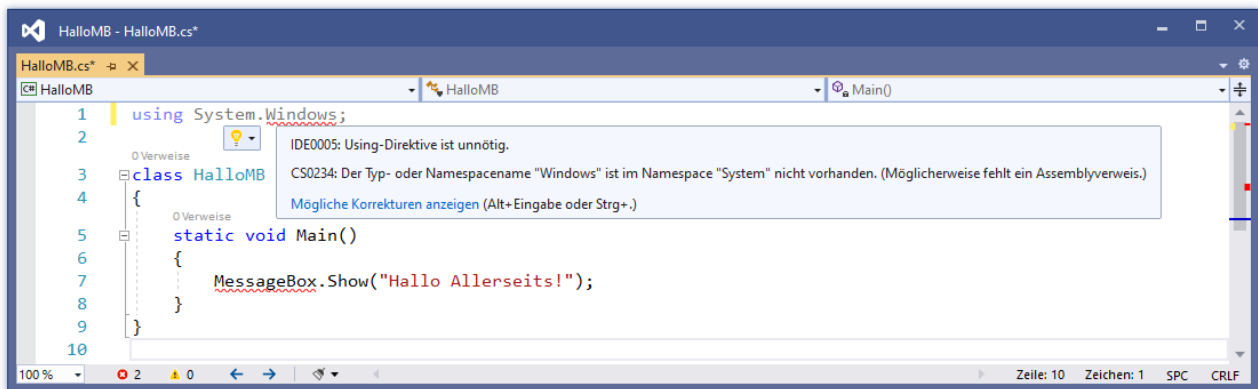 HalloMB - HalloMB.cs*
HalloMB.cs*
C# HalloMB HalloMB Main()
1 using System.Windows;
2
IDE0005: Using-Direktive ist unnötig.
0 Verweise
3 class HalloMB
CS0234: Der Typ- oder Namespacename "Windows" ist im Namespace "System" nicht vorhanden. (Möglicherweise fehlt ein Assemblyverweis.)
4 {
Mögliche Korrekturen anzeigen (Alt+Eingabe oder Strg+.)
0 Verweise
5 static void Main()
6 {
7 MessageBox.Show("Hallo Allerseits!");
8 }
9 }
10
100 % 2 0 Zeile: 10 Zeichen: 1 SPC CRLF